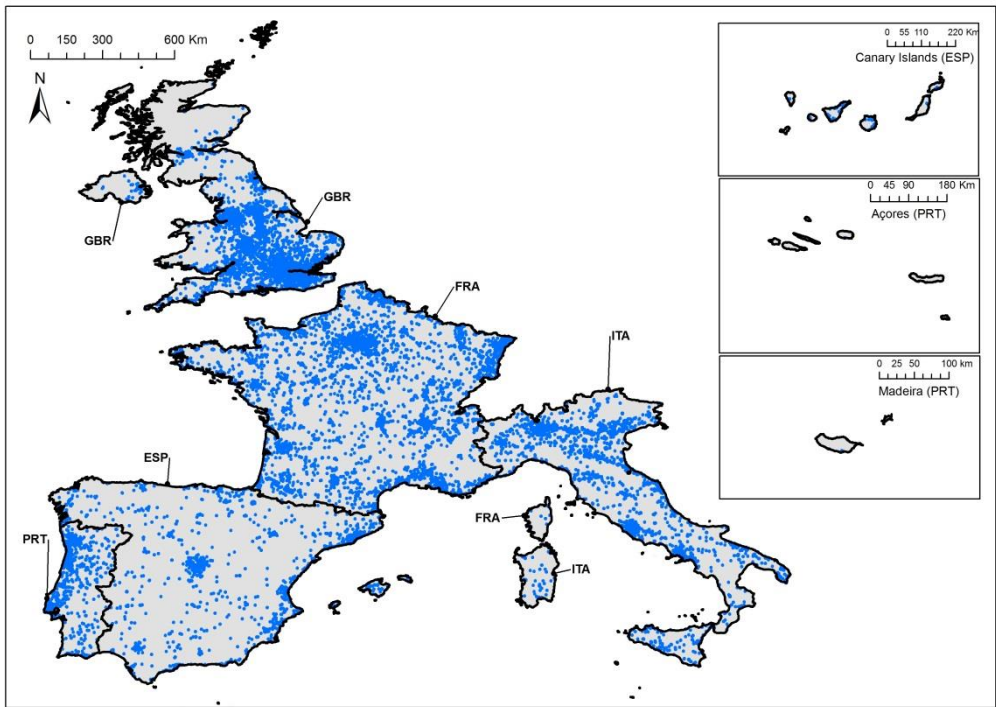 0 150 300 600 Km
N
GBR
GBR
FRA
ITA
ESP
PRT
FRA
ITA
0 55 110 220 Km
Canary Islands (ESP)
0 45 90 180 Km
Açores (PRT)
0 25 50 100 km
Madeira (PRT)